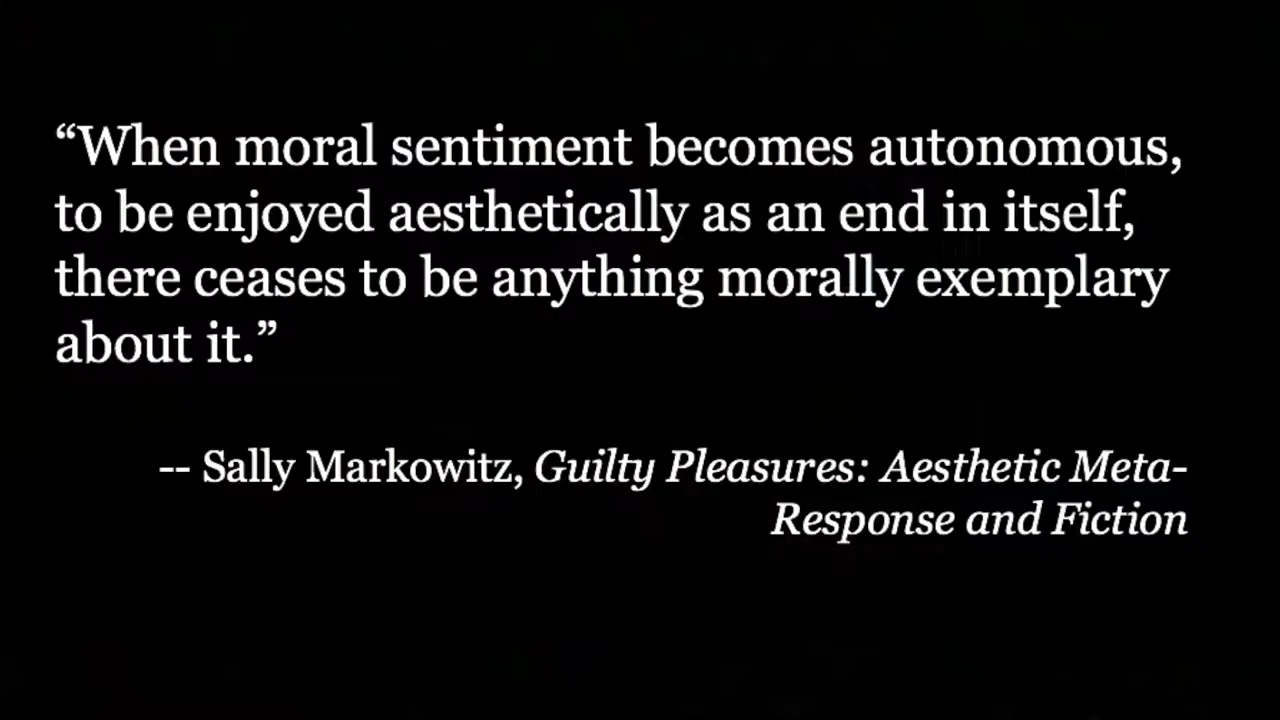 “When moral sentiment becomes autonomous,
to be enjoyed aesthetically as an end in itself,
there ceases to be anything morally exemplary
about it.”
-- Sally Markowitz, Guilty Pleasures: Aesthetic Meta-
Response and Fiction